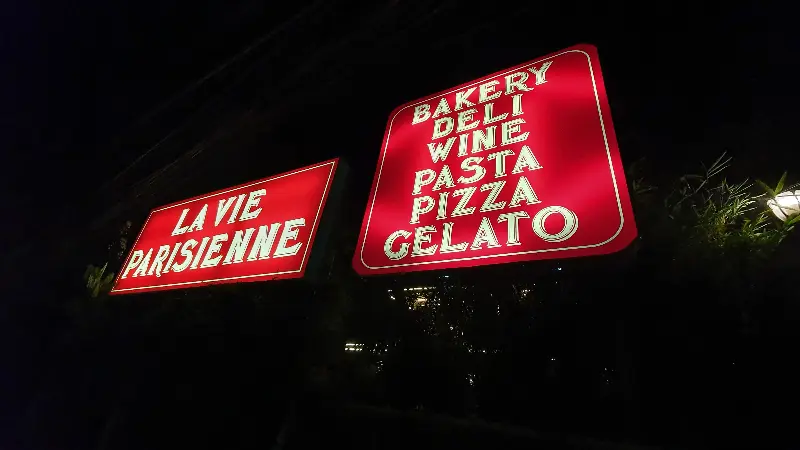 LA VIE
PARISIENNE
BAKERY
DELI
WINE
PASTA
PIZZA
GELATO